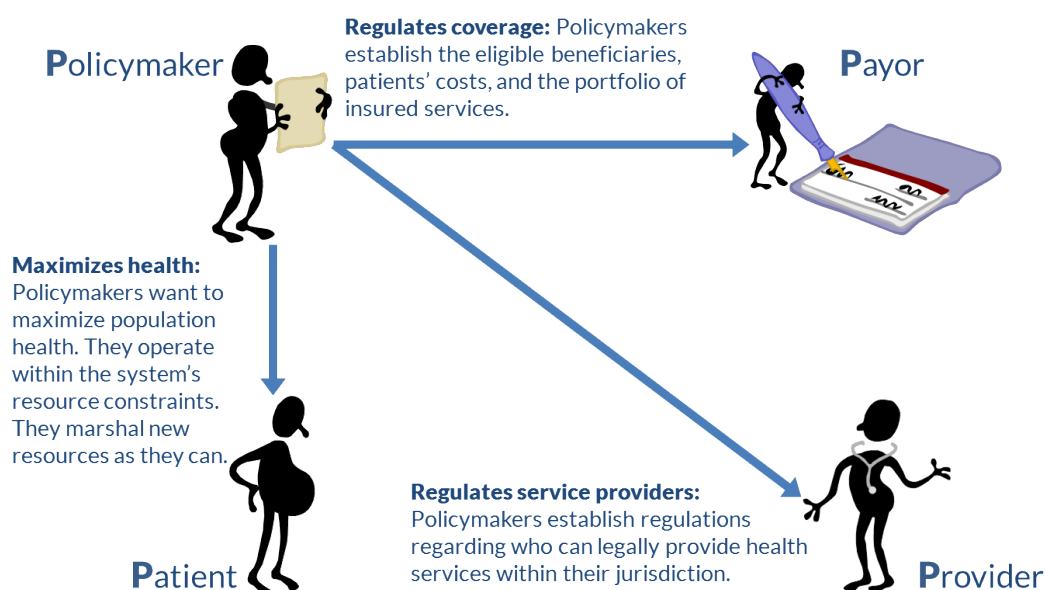 Policymaker
Regulates coverage: Policymakers
establish the eligible beneficiaries,
patients’ costs, and the portfolio of
insured services.
Payor
Maximizes health:
Policymakers want to
maximize population
health. They operate
within the system’s
resource constraints.
They marshal new
resources as they can.
Regulates service providers:
Policymakers establish regulations
regarding who can legally provide health
services within their jurisdiction.
Patient
Provider